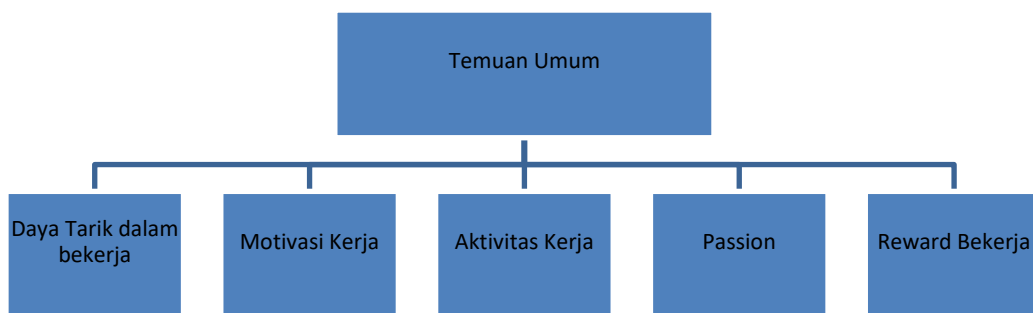 Temuan Umum
Daya Tarik dalam
bekerja
Motivasi Kerja
Aktivitas Kerja
Passion
Reward Bekerja